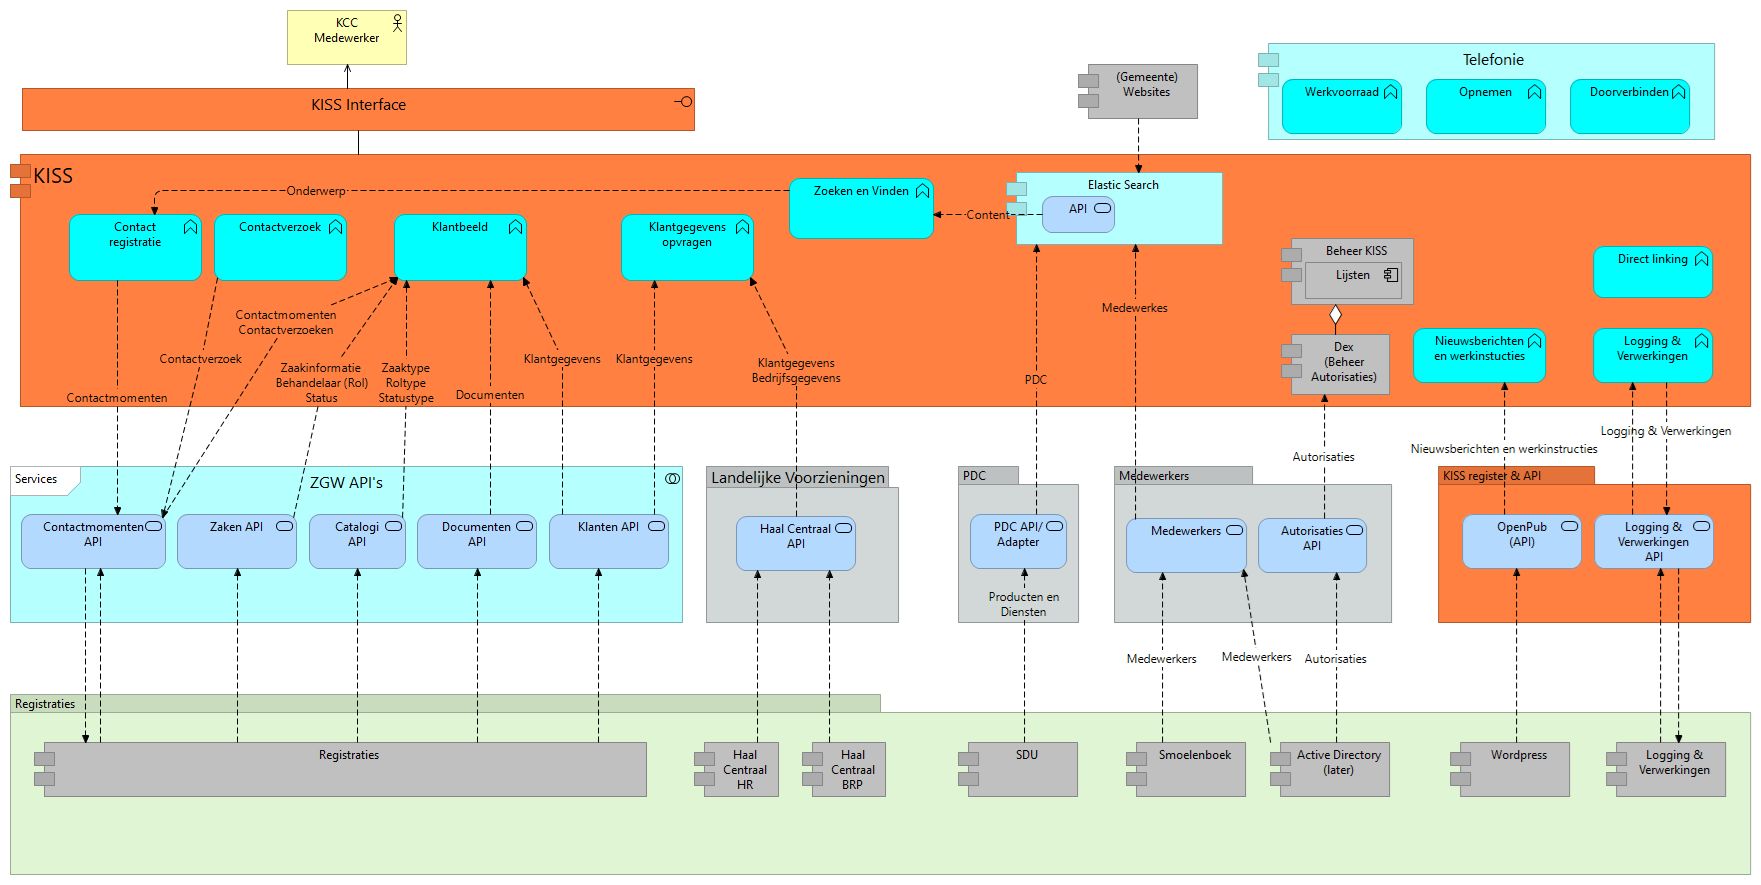 KCC
Medewerker
KISS Interface
(Gemeente)
Websites
Telefonie
Werkvoorraad
Opnemen
Doorverbinden
KISS
Onderwerp
Zoeken en Vinden
Content
Elastic Search
API
Contact
registratie
Contactverzoek
Klantbeeld
Klantgegevens
opvragen
Beheer KISS
Lijsten
Direct linking
Contactmomenten
Contactverzoeken
Medewerkes
Contactverzoek
Zaakinformatie
Behandelaar (Rol)
Status
Zaaktype
Roltype
Statustype
Klantgegevens
Klantgegevens
Klantgegevens
Bedrijfsgegevens
Dex
(Beheer
Autorisaties)
Nieuwsberichten
en werkinstucties
Logging &
Verwerkingen
PDC
Contactmomenten
Documenten
Logging & Verwerkingen
Nieuwsberichten en werkinstructies
Autorisaties
Services
ZGW API's
Landelijke Voorzieningen
PDC
Medewerkers
KISS register & API
Contactmomenten
API
Zaken API
Catalogi
API
Documenten
API
Klanten API
Haal Centraal
API
PDC API/
Adapter
Medewerkers
Autorisaties
API
OpenPub
(API)
Logging &
Verwerkingen
API
Producten en
Diensten
Medewerkers
Medewerkers
Autorisaties
Registraties
Registraties
Haal
Centraal
HR
Haal
Centraal
BRP
SDU
Smoelenboek
Active Directory
(later)
Wordpress
Logging &
Verwerkingen